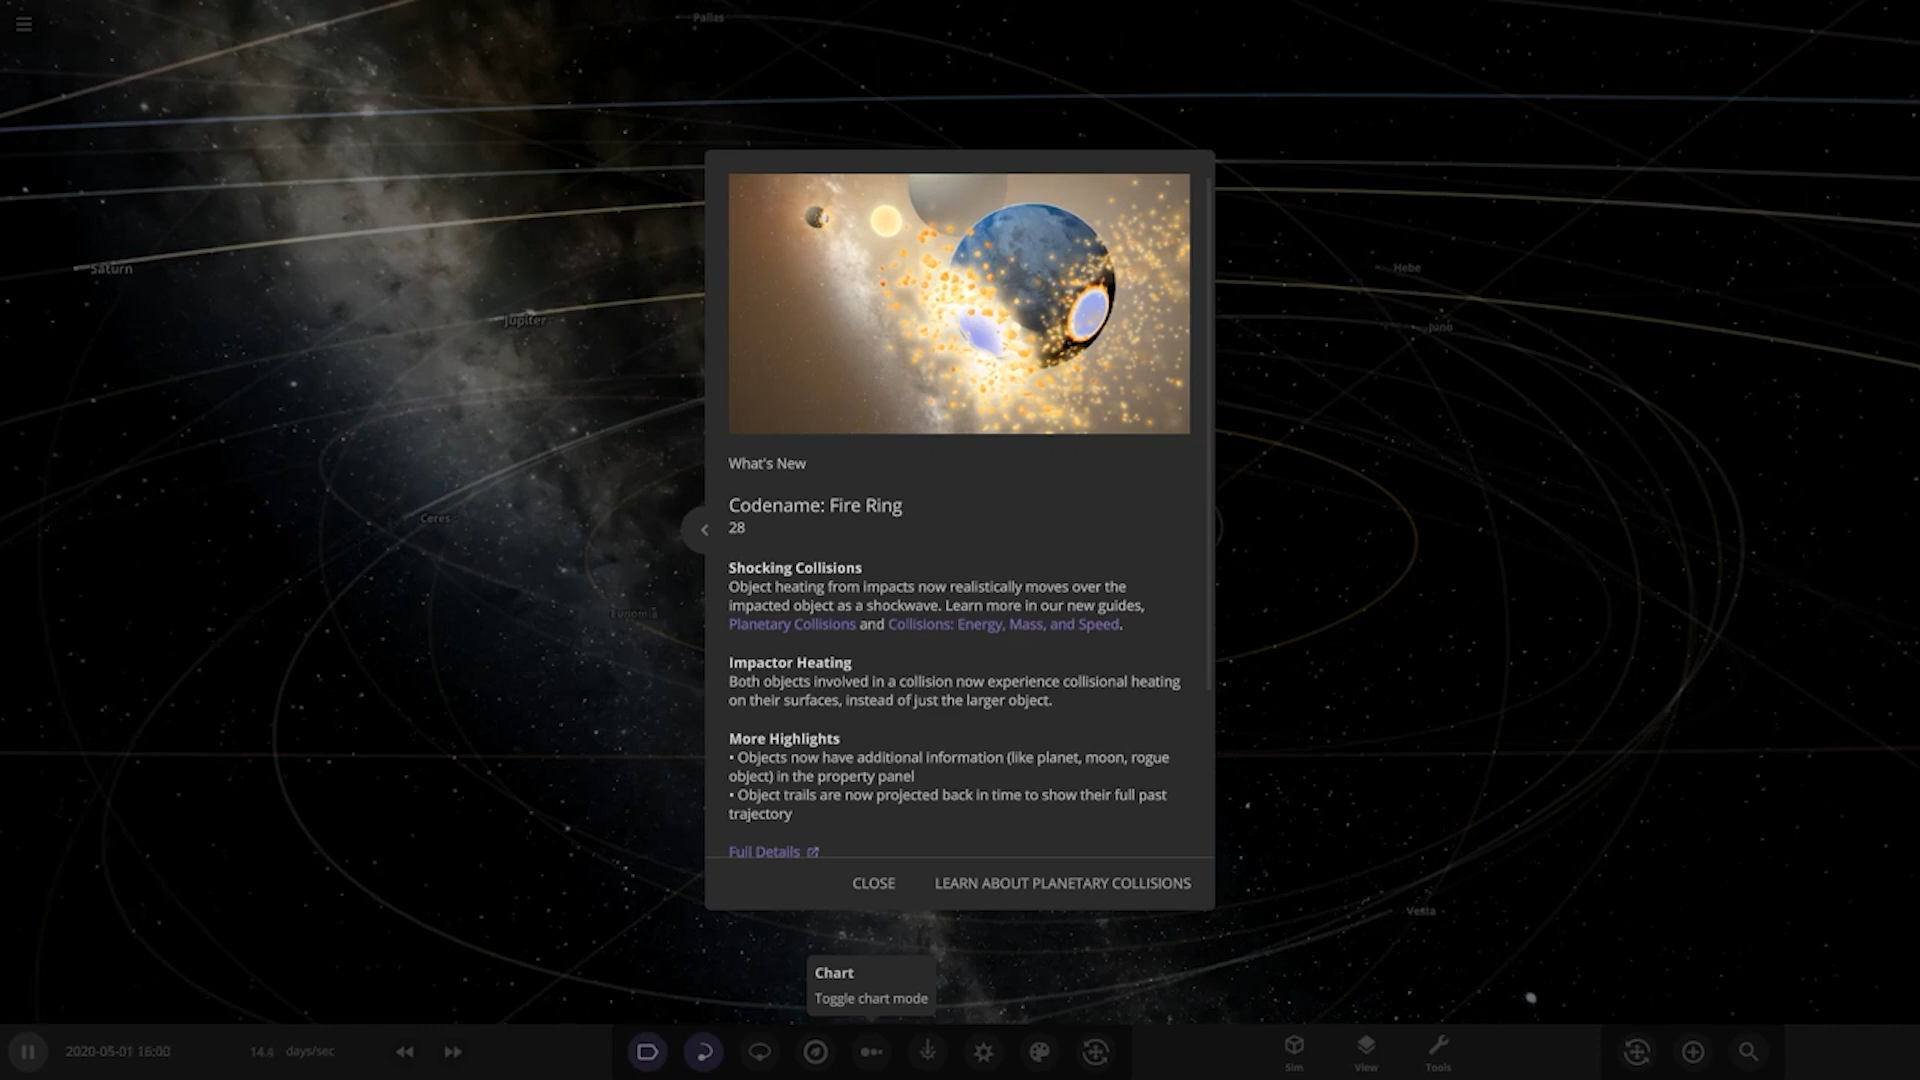 Pallas
Saturn
Jupiter
Hebe
Juno
Ceres
Eunomia
Vesta
What's New
Codename: Fire Ring
28
Shocking Collisions
Object heating from impacts now realistically moves over the
impacted object as a shockwave. Learn more in our new guides,
Planetary Collisions and Collisions: Energy, Mass, and Speed.
Impactor Heating
Both objects involved in a collision now experience collisional heating
on their surfaces, instead of just the larger object.
More Highlights
• Objects now have additional information (like planet, moon, rogue
object) in the property panel
• Object trails are now projected back in time to show their full past
trajectory
Full Details
CLOSE LEARN ABOUT PLANETARY COLLISIONS
Chart
Toggle chart mode
2020-05-01 16:00 14.4 days/sec
Sim View Tools